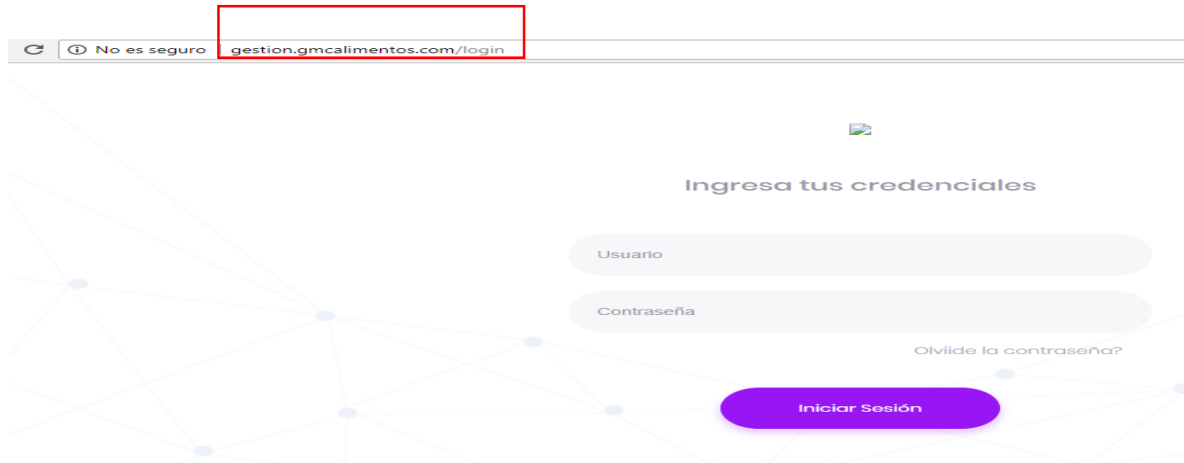 No es seguro | gestion.gmcalimentos.com/login
Ingresa tus credenciales
Usuario
Contraseña
Olviide la contraseña?
Iniciar Sesión